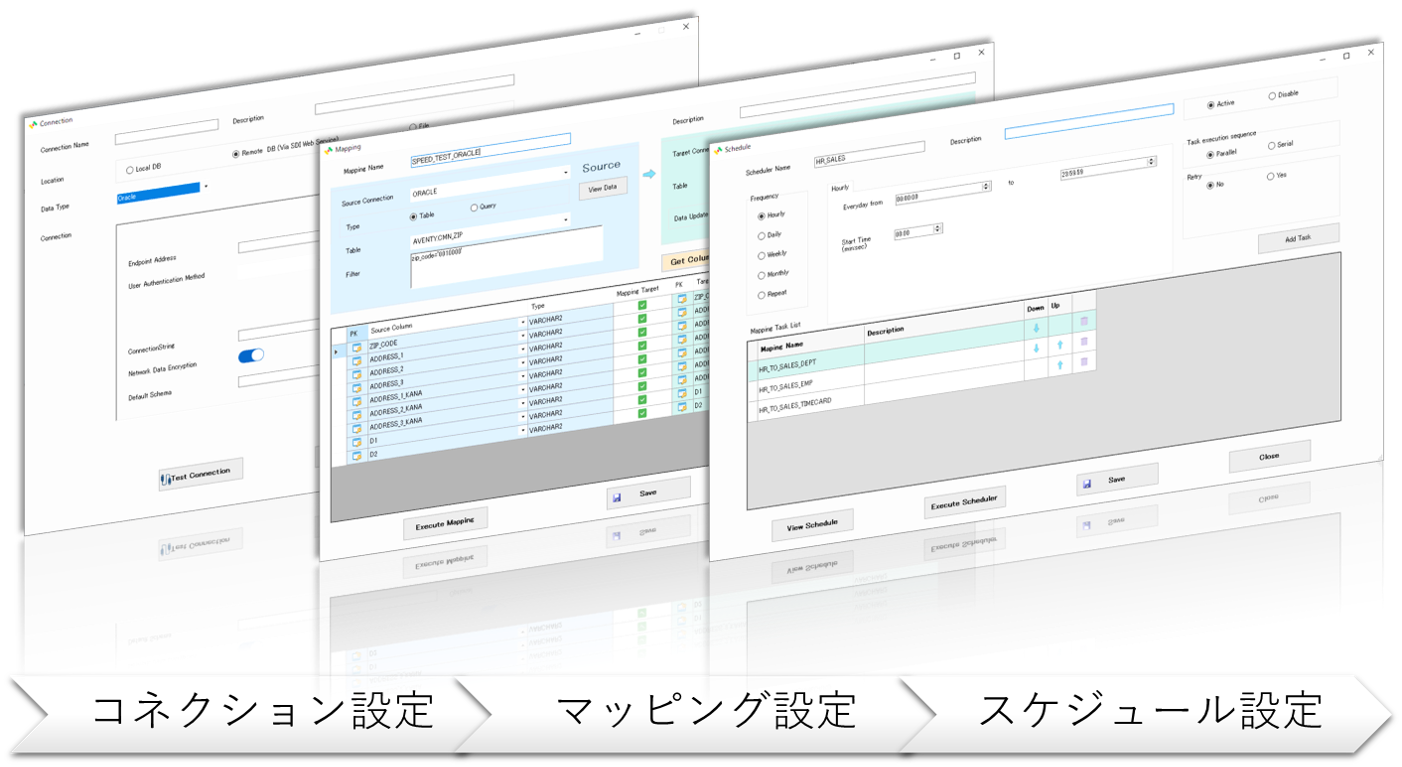 Connection
Connection Name
Description
Location
Local DB
Remote DB (Via SDI Web Service)
File
Data Type
Oracle
Connection
Endpoint Address
User Authentication Method
ConnectionString
Network Data Encryption
Default Schema
Test Connection
Mapping
Mapping Name
SPEED_TEST_ORACLE
Description
Source
Source Connection
ORACLE
View Data
Type
Table
Query
Table
AVENTY.CMN_ZIP
Filter
zip_code='0010000'
Target Conne
Table
Data Update
Get Colum
PK
Source Column
Type
Mapping Target
PK
Targ
ZIP_CODE
VARCHAR2
ZIP_C
ADDRESS_1
VARCHAR2
ADDR
ADDRESS_2
VARCHAR2
ADDR
ADDRESS_3
VARCHAR2
ADDR
ADDRESS_1_KANA
VARCHAR2
ADDR
ADDRESS_2_KANA
VARCHAR2
ADDR
ADDRESS_3_KANA
VARCHAR2
ADDR
D1
VARCHAR2
D1
D2
VARCHAR2
D2
Execute Mapping
Save
Schedule
Scheduler Name
HR_SALES
Description
Active
Disable
Task execution sequence
Parallel
Serial
Retry
No
Yes
Add Task
Frequency
Hourly
Daily
Weekly
Monthly
Repeat
Hourly
Everyday from
00:00:00
to
23:59:59
Start Time
(mm:sec)
00:00
Mapping Task List
Maping Name
Description
Down
Up
HR_TO_SALES_DEPT
HR_TO_SALES_EMP
HR_TO_SALES_TIMECARD
View Schedule
Execute Scheduler
Save
Close
コネクション設定
マッピング設定
スケジュール設定